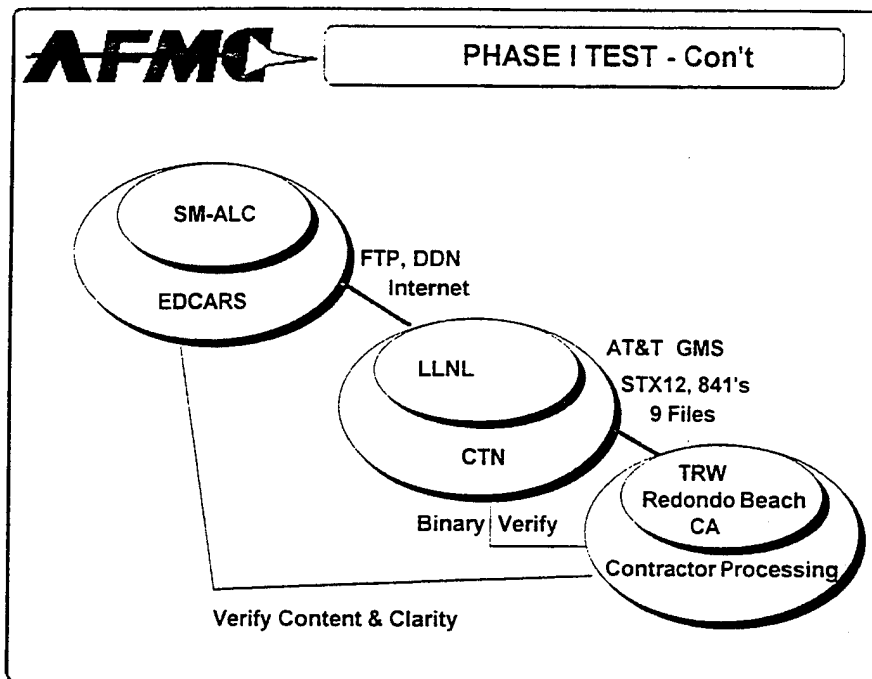 AFMC
PHASE I TEST - Con't
SM-ALC
EDCARS
FTP, DDN
Internet
LLNL
CTN
AT&T GMS
STX12, 841's
9 Files
TRW
Redondo Beach
CA
Contractor Processing
Binary Verify
Verify Content & Clarity